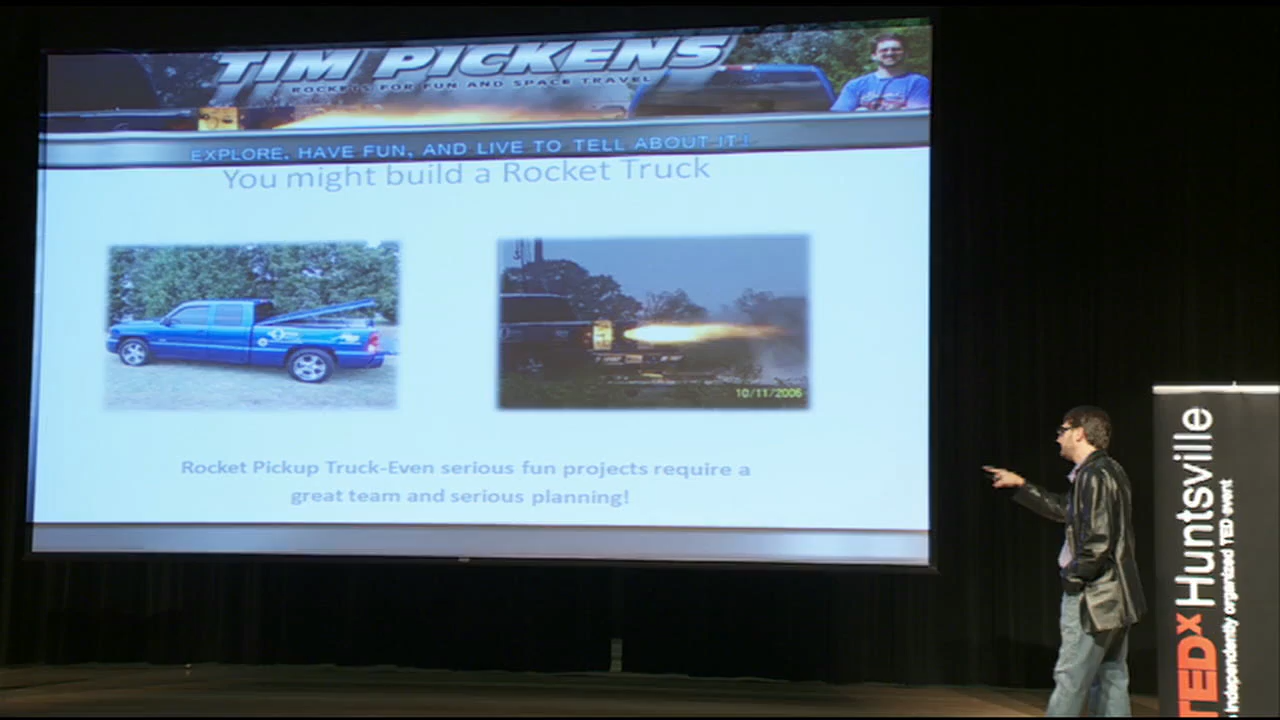 TIM PICKENS
ROCKETS FOR FUN AND SPACE TRAVEL
EXPLORE, HAVE FUN, AND LIVE TO TELL ABOUT IT!
You might build a Rocket Truck
10/11/2006
Rocket Pickup Truck-Even serious fun projects require a
great team and serious planning!
TEDx Huntsville
independently organized TED event